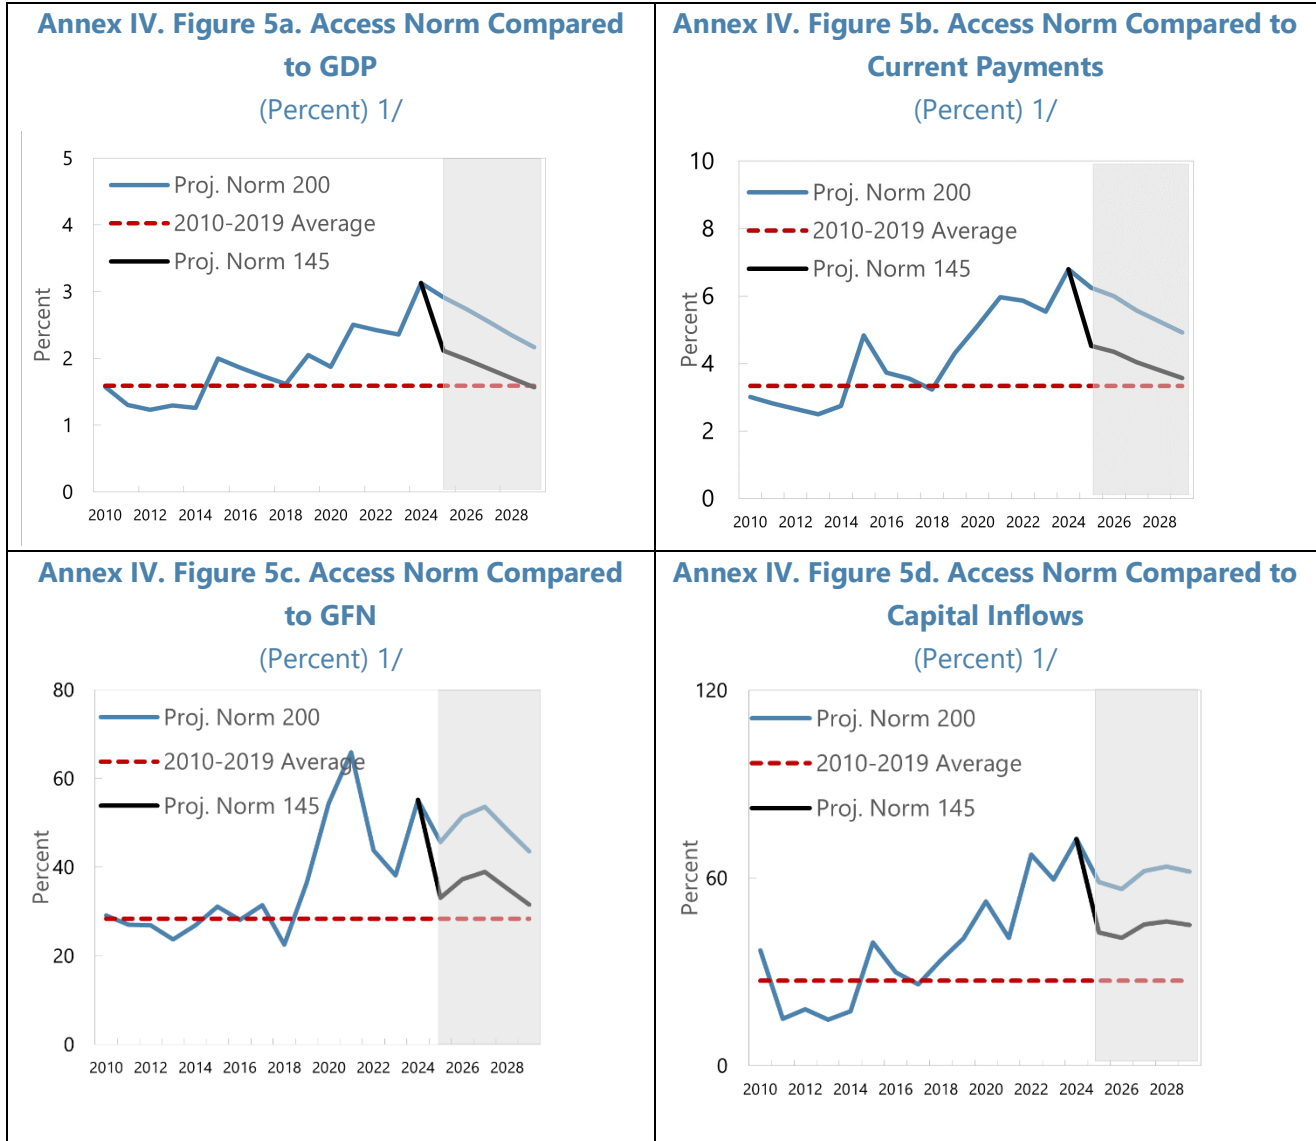 Annex IV. Figure 5a. Access Norm Compared
to GDP
(Percent) 1/
5
4
3
2
1
0
Percent
Proj. Norm 200
2010-2019 Average
Proj. Norm 145
2010 2012 2014 2016 2018 2020 2022 2024 2026 2028
Annex IV. Figure 5b. Access Norm Compared to
Current Payments
(Percent) 1/
10
8
6
4
2
0
Percent
Proj. Norm 200
2010-2019 Average
Proj. Norm 145
2010 2012 2014 2016 2018 2020 2022 2024 2026 2028
Annex IV. Figure 5c. Access Norm Compared
to GFN
(Percent) 1/
80
60
40
20
0
Percent
Proj. Norm 200
2010-2019 Average
Proj. Norm 145
2010 2012 2014 2016 2018 2020 2022 2024 2026 2028
Annex IV. Figure 5d. Access Norm Compared to
Capital Inflows
(Percent) 1/
120
60
0
Percent
Proj. Norm 200
2010-2019 Average
Proj. Norm 145
2010 2012 2014 2016 2018 2020 2022 2024 2026 2028